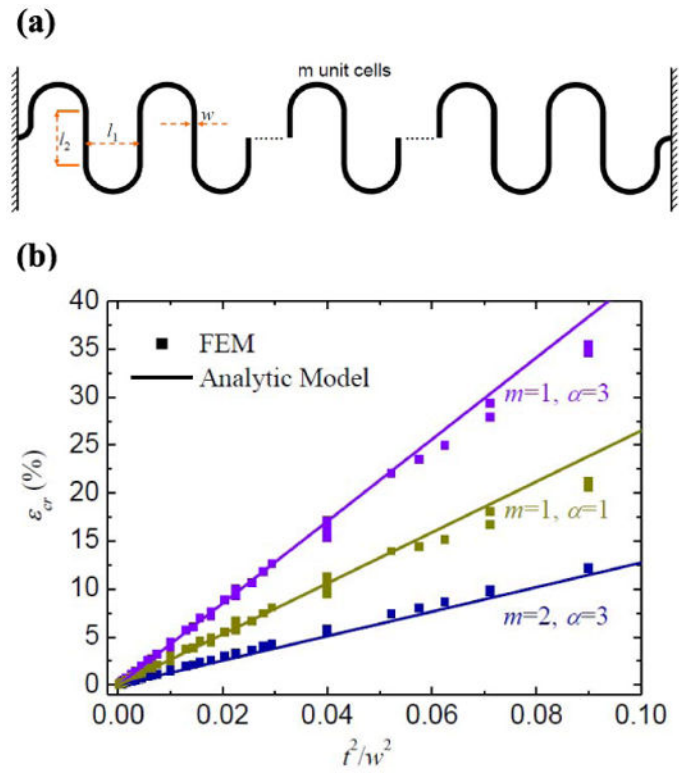 (a)
m unit cells
w
l₁
l₂
(b)
40
35
30
25
20
15
10
5
0
εcr (%)
FEM
Analytic Model
m=1, α=3
m=1, α=1
m=2, α=3
0.00 0.02 0.04 0.06 0.08 0.10
t²/w²